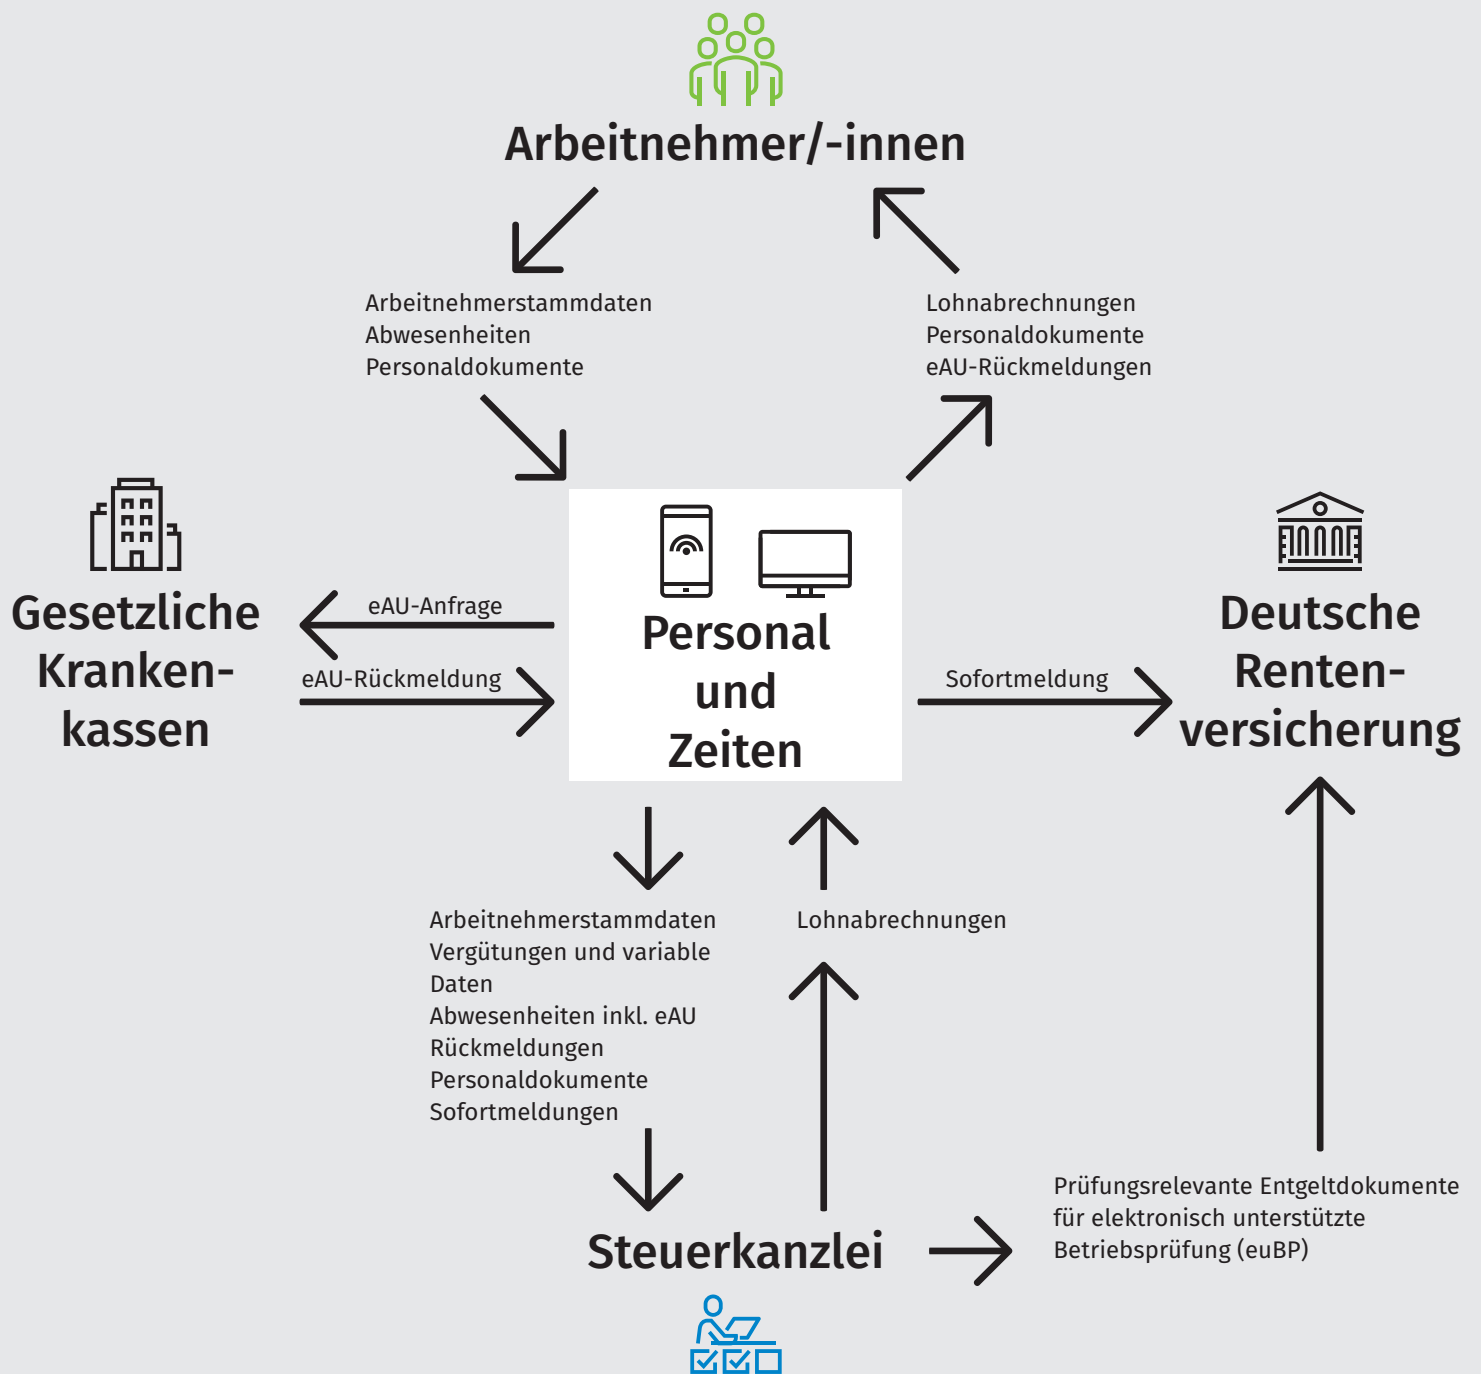 Arbeitnehmer/-innen
Arbeitnehmerstammdaten
Abwesenheiten
Personaldokumente
Lohnabrechnungen
Personaldokumente
eAU-Rückmeldungen
Gesetzliche
Kranken-
kassen
eAU-Anfrage
eAU-Rückmeldung
Personal
und
Zeiten
Sofortmeldung
Deutsche
Renten-
versicherung
Arbeitnehmerstammdaten
Vergütungen und variable
Daten
Abwesenheiten inkl. eAU
Rückmeldungen
Personaldokumente
Sofortmeldungen
Lohnabrechnungen
Steuerkanzlei
Prüfungsrelevante Entgeltdokumente
für elektronisch unterstützte
Betriebsprüfung (euBP)